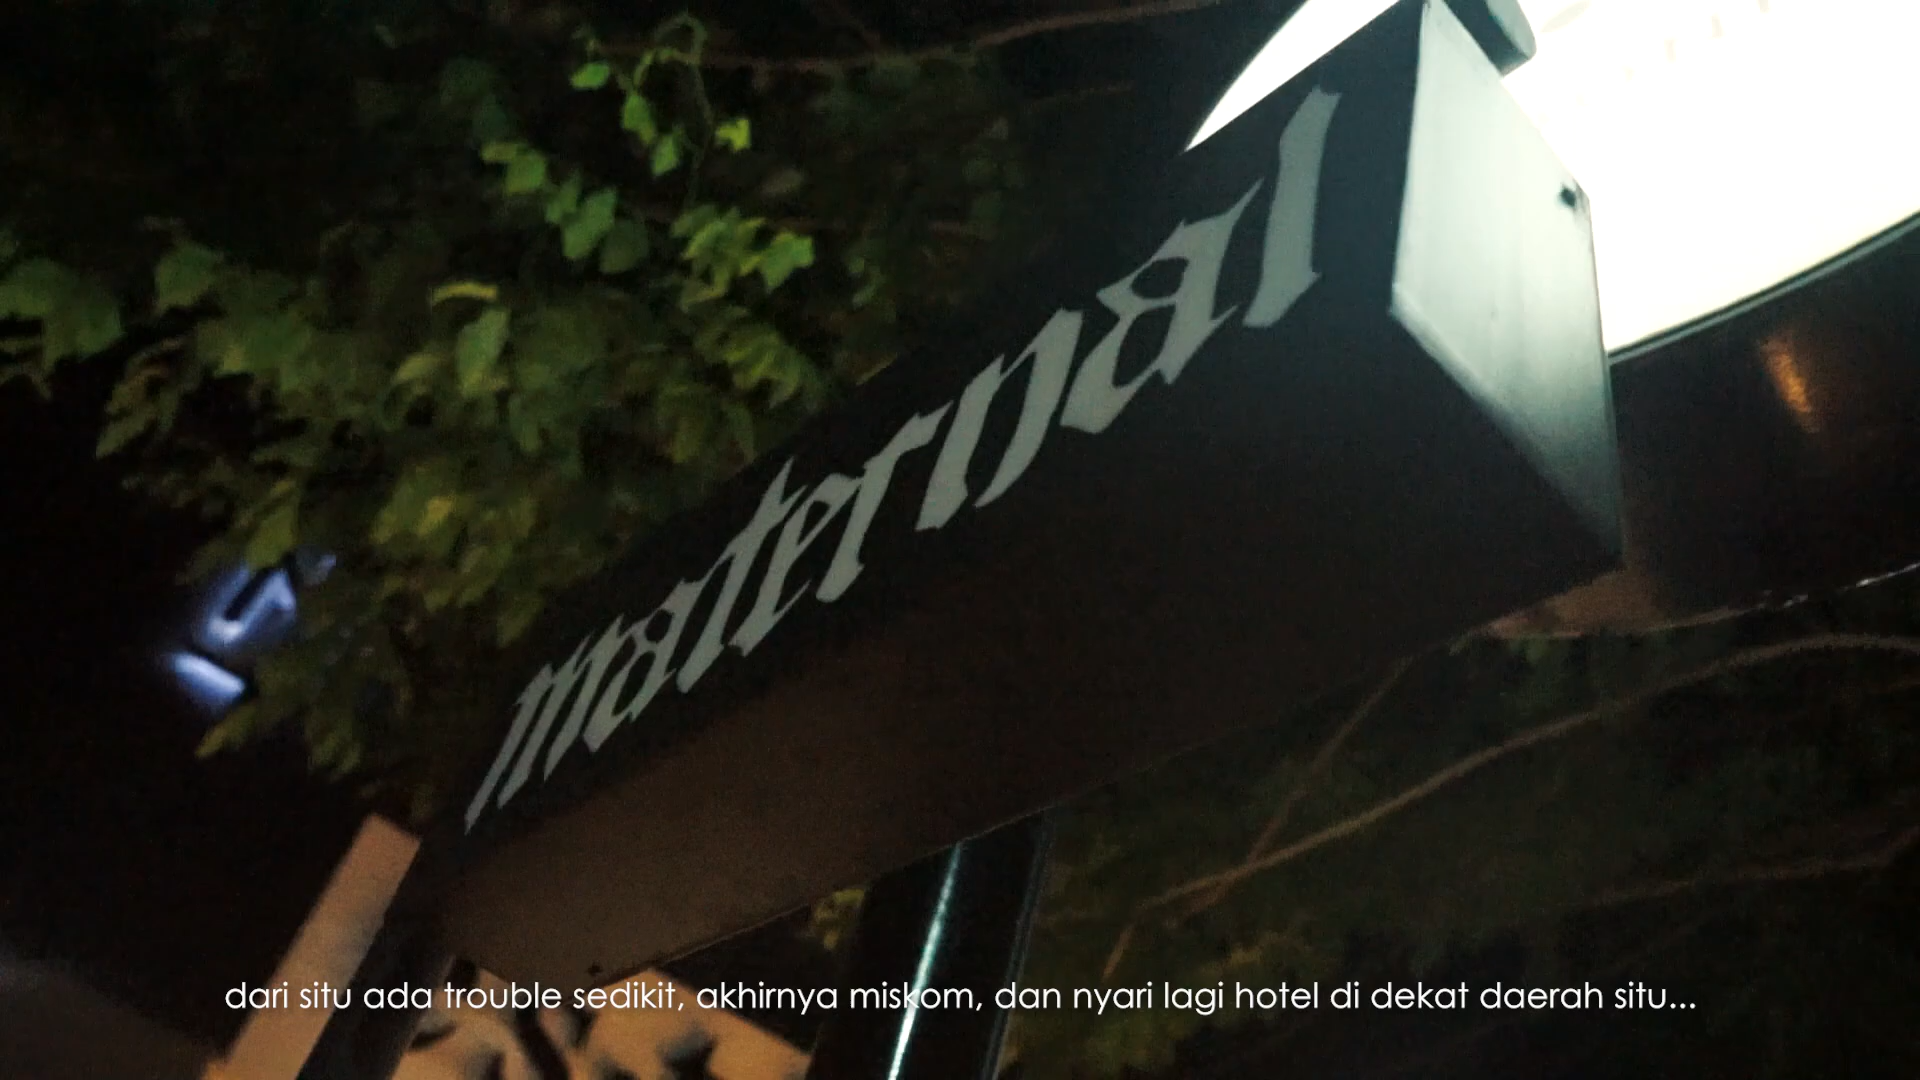 maternal
dari situ ada trouble sedikit, akhirnya miskom, dan nyari lagi hotel di dekat daerah situ...